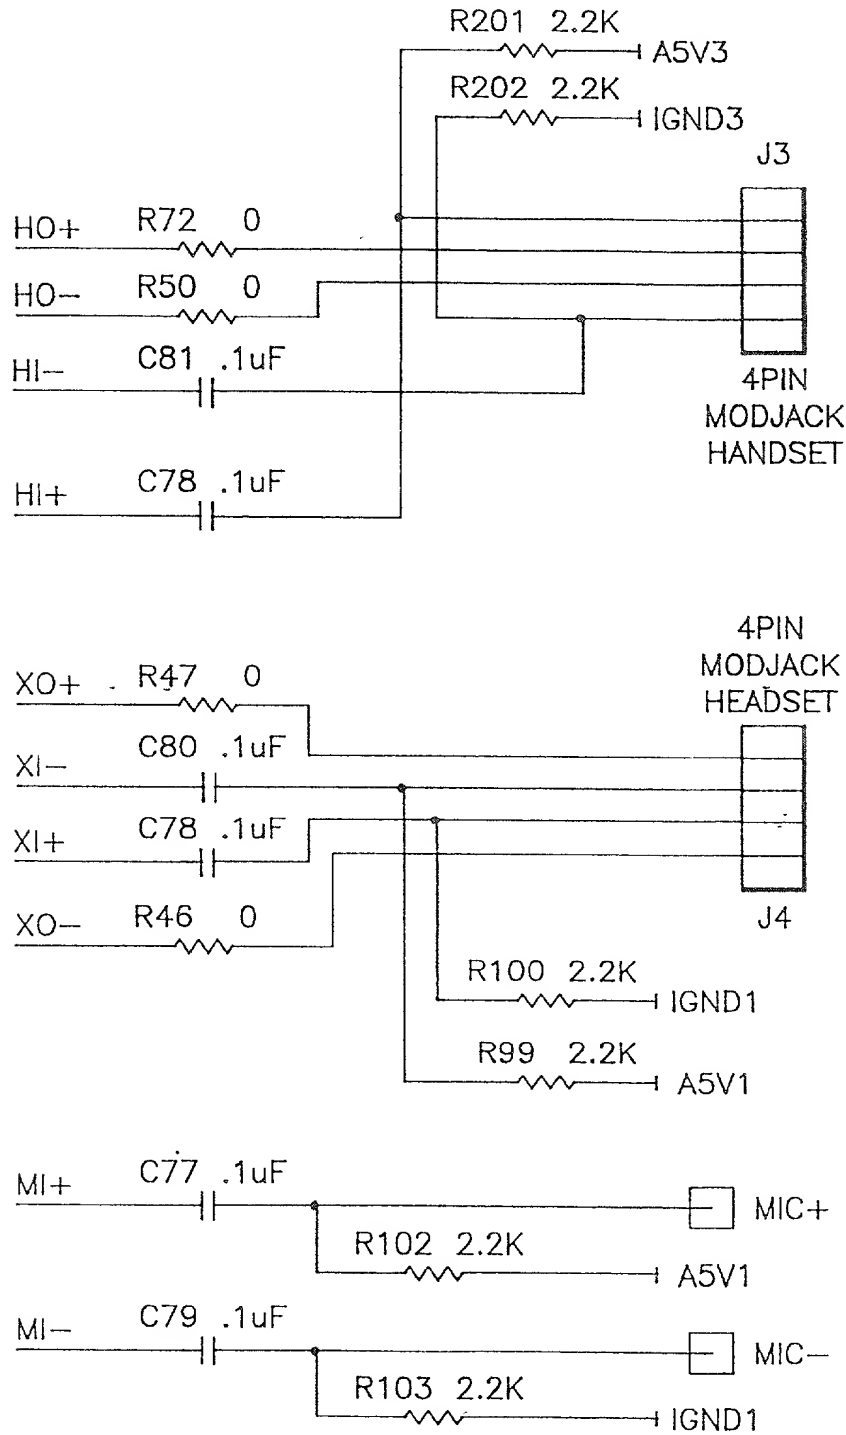 R201 2.2K
A5V3
R202 2.2K
IGND3
J3
HO+ R72 0
HO− R50 0
HI− C81 .1uF
4PIN
MODJACK
HANDSET
HI+ C78 .1uF
4PIN
MODJACK
HEADSET
XO+ R47 0
XI− C80 .1uF
XI+ C78 .1uF
XO− R46 0
J4
R100 2.2K
IGND1
R99 2.2K
A5V1
MI+ C77 .1uF
MIC+
R102 2.2K
A5V1
MI− C79 .1uF
MIC−
R103 2.2K
IGND1